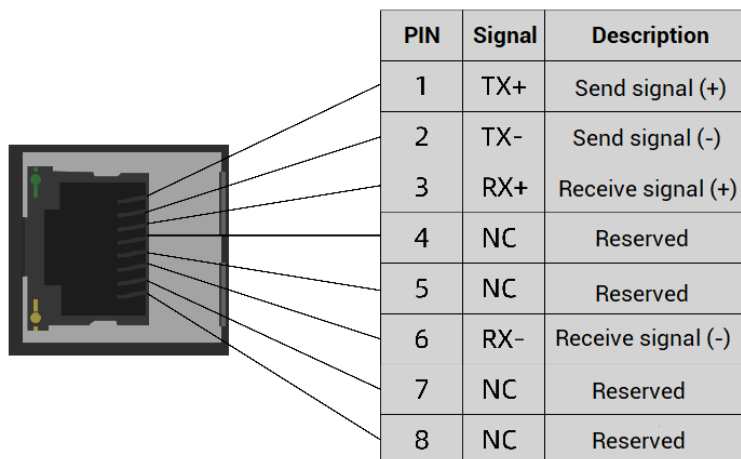 PIN Signal Description
1 TX+ Send signal (+)
2 TX- Send signal (-)
3 RX+ Receive signal (+)
4 NC Reserved
5 NC Reserved
6 RX- Receive signal (-)
7 NC Reserved
8 NC Reserved